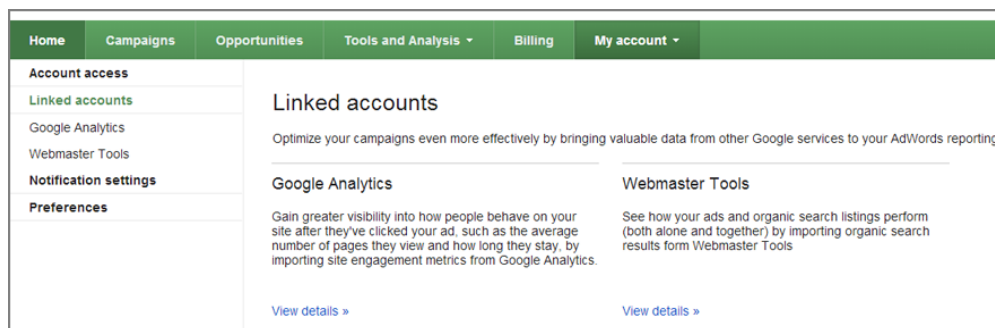 Home Campaigns Opportunities Tools and Analysis Billing My account
Account access
Linked accounts
Google Analytics
Webmaster Tools
Notification settings
Preferences
Linked accounts
Optimize your campaigns even more effectively by bringing valuable data from other Google services to your AdWords reporting
Google Analytics
Gain greater visibility into how people behave on your
site after they've clicked your ad, such as the average
number of pages they view and how long they stay, by
importing site engagement metrics from Google Analytics.
View details »
Webmaster Tools
See how your ads and organic search listings perform
(both alone and together) by importing organic search
results form Webmaster Tools
View details »